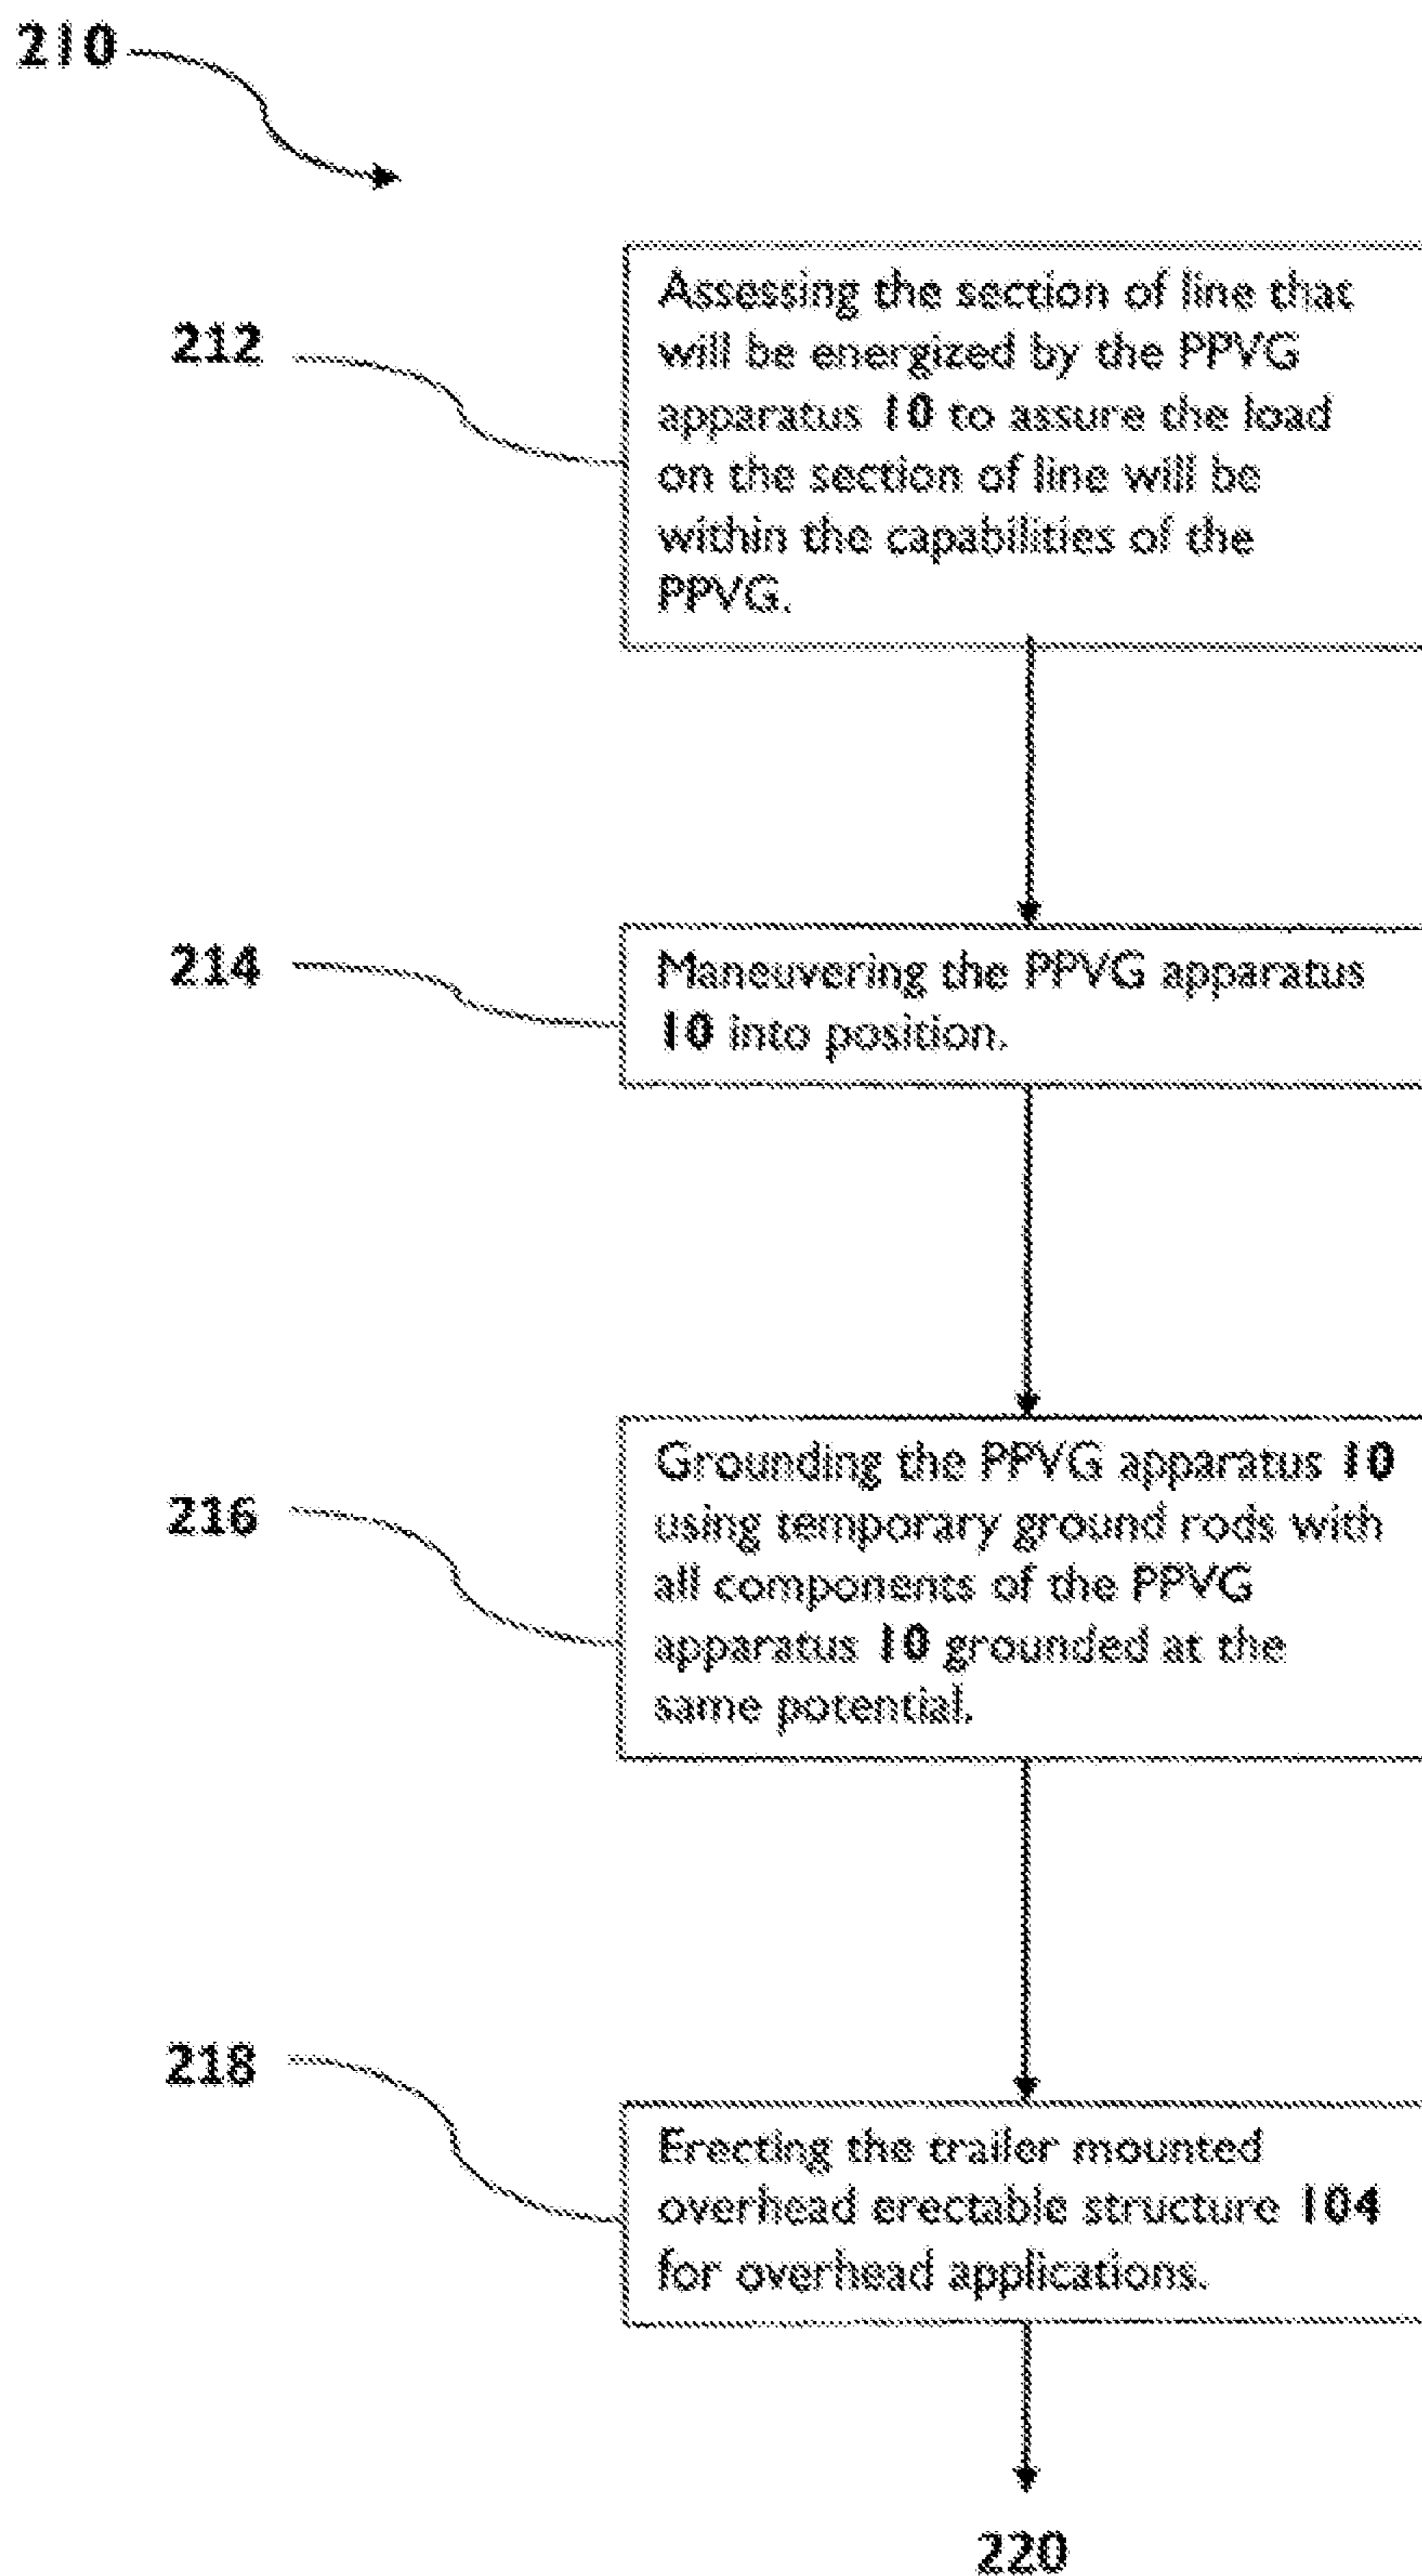 210
212
Assessing the section of line that
will be energized by the PPVG
apparatus 10 to assure the load
on the section of line will be
within the capabilities of the
PPVG.
214
Maneuvering the PPVG apparatus
10 into position.
216
Grounding the PPVG apparatus 10
using temporary ground rods with
all components of the PPVG
apparatus 10 grounded at the
same potential.
218
Erecting the trailer mounted
overhead erectable structure 104
for overhead applications.
220